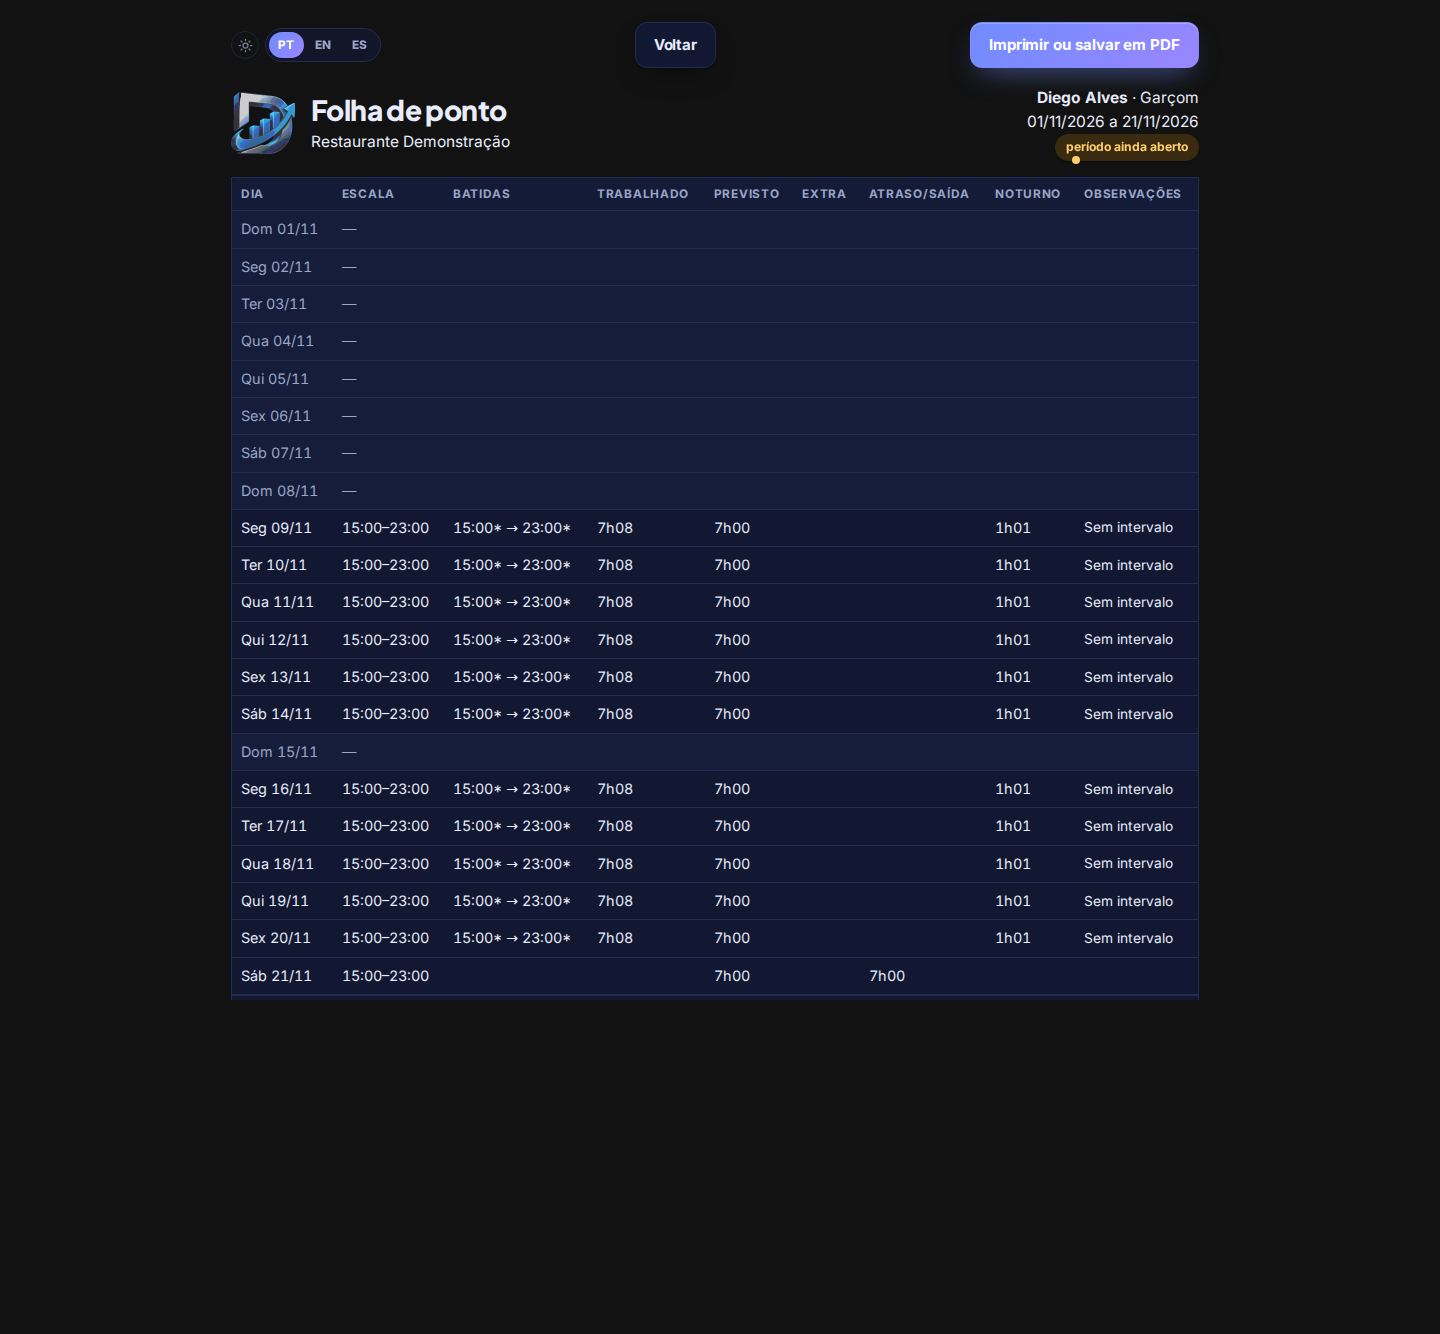 PT EN ES
Voltar
Imprimir ou salvar em PDF
Folha de ponto
Restaurante Demonstração
Diego Alves · Garçom
01/11/2026 a 21/11/2026
período ainda aberto
DIA ESCALA BATIDAS TRABALHADO PREVISTO EXTRA ATRASO/SAÍDA NOTURNO OBSERVAÇÕES
Dom 01/11 —
Seg 02/11 —
Ter 03/11 —
Qua 04/11 —
Qui 05/11 —
Sex 06/11 —
Sáb 07/11 —
Dom 08/11 —
Seg 09/11 15:00–23:00 15:00* → 23:00* 7h08 7h00 1h01 Sem intervalo
Ter 10/11 15:00–23:00 15:00* → 23:00* 7h08 7h00 1h01 Sem intervalo
Qua 11/11 15:00–23:00 15:00* → 23:00* 7h08 7h00 1h01 Sem intervalo
Qui 12/11 15:00–23:00 15:00* → 23:00* 7h08 7h00 1h01 Sem intervalo
Sex 13/11 15:00–23:00 15:00* → 23:00* 7h08 7h00 1h01 Sem intervalo
Sáb 14/11 15:00–23:00 15:00* → 23:00* 7h08 7h00 1h01 Sem intervalo
Dom 15/11 —
Seg 16/11 15:00–23:00 15:00* → 23:00* 7h08 7h00 1h01 Sem intervalo
Ter 17/11 15:00–23:00 15:00* → 23:00* 7h08 7h00 1h01 Sem intervalo
Qua 18/11 15:00–23:00 15:00* → 23:00* 7h08 7h00 1h01 Sem intervalo
Qui 19/11 15:00–23:00 15:00* → 23:00* 7h08 7h00 1h01 Sem intervalo
Sex 20/11 15:00–23:00 15:00* → 23:00* 7h08 7h00 1h01 Sem intervalo
Sáb 21/11 15:00–23:00 7h00 7h00